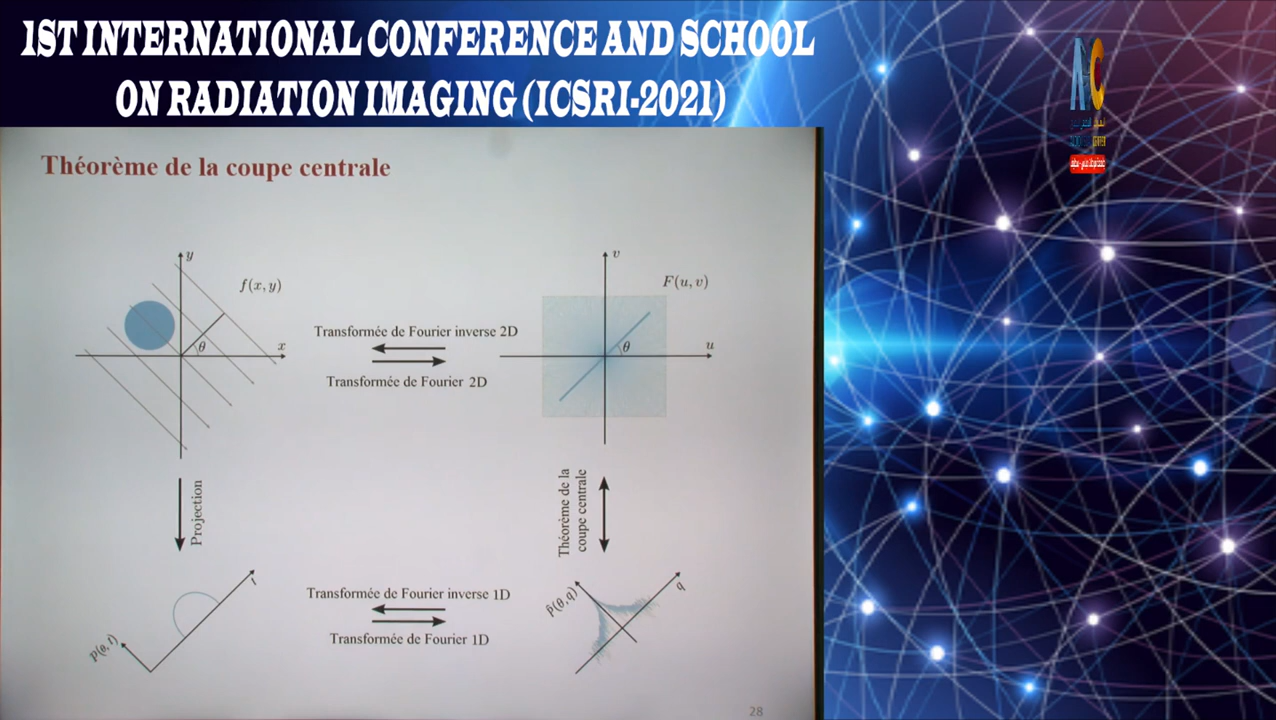 1ST INTERNATIONAL CONFERENCE AND SCHOOL
ON RADIATION IMAGING (ICSRI-2021)
Théorème de la coupe centrale
y
f(x,y)
x
θ
Transformée de Fourier inverse 2D
Transformée de Fourier 2D
v
F(u,v)
u
θ
Projection
Théorème de la
coupe centrale
t
p(θ,t)
Transformée de Fourier inverse 1D
Transformée de Fourier 1D
p̂(θ,q)
q
28